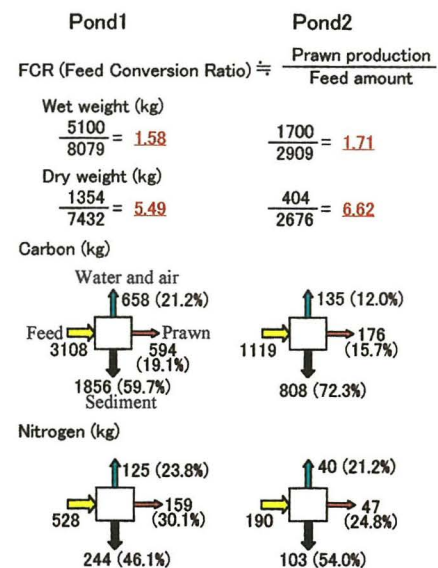 Pond1 Pond2
FCR (Feed Conversion Ratio) ≒ Prawn production
Feed amount
Wet weight (kg)
5100 1700
8079 = 1.58 2909 = 1.71
Dry weight (kg)
1354 404
7432 = 5.49 2676 = 6.62
Carbon (kg)
Water and air
658 (21.2%) 135 (12.0%)
Feed Prawn 176
3108 594 1119 (15.7%)
(19.1%)
1856 (59.7%) 808 (72.3%)
Sediment
Nitrogen (kg)
125 (23.8%) 40 (21.2%)
159 47
528 (30.1%) 190 (24.8%)
244 (46.1%) 103 (54.0%)